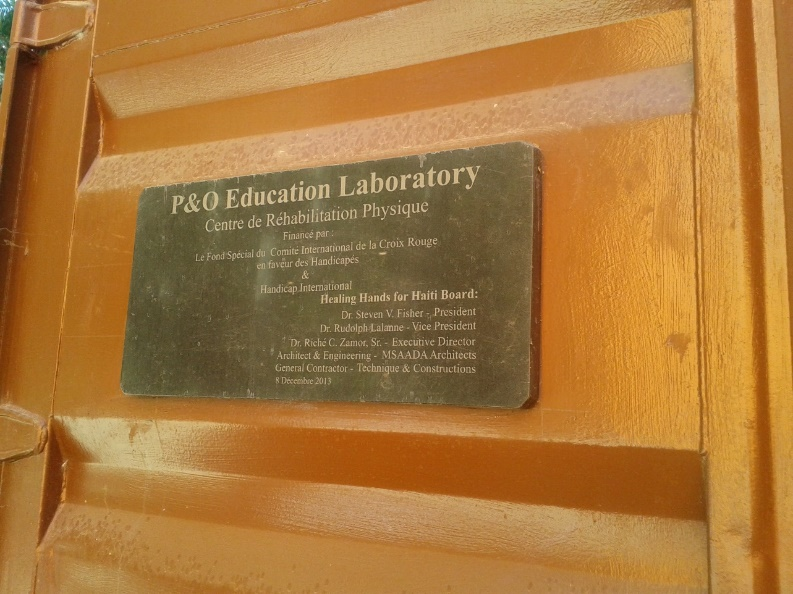 P&O Education Laboratory
Centre de Réhabilitation Physique
Financé par :
Le Fond Spécial du Comité International de la Croix Rouge
en faveur des Handicapés
&
Handicap International
Healing Hands for Haiti Board:
Dr. Steven V. Fisher - President
Dr. Rudolph Lalanne - Vice President
Dr. Riché C. Zamor, Sr. - Executive Director
Architect & Engineering - MSAADA Architects
General Contractor - Technique & Constructions
8 Décembre 2013